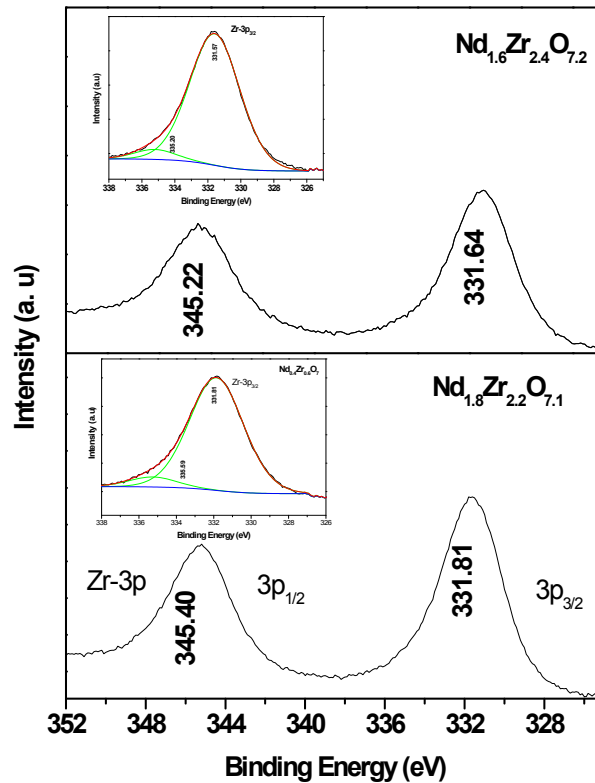 Intensity (a. u)
Nd1.6Zr2.4O7.2
Intensity (a.u)
Zr-3p3/2
331.57
335.20
338 336 334 332 330 328 326
Binding Energy (eV)
345.22
331.64
Nd1.8Zr2.2O7.1
Intensity (a.u)
Nd0.4Zr0.6O7
Zr-3p3/2
331.81
335.59
338 336 334 332 330 328 326
Binding Energy (eV)
Zr-3p
345.40
3p1/2
331.81
3p3/2
352 348 344 340 336 332 328
Binding Energy (eV)